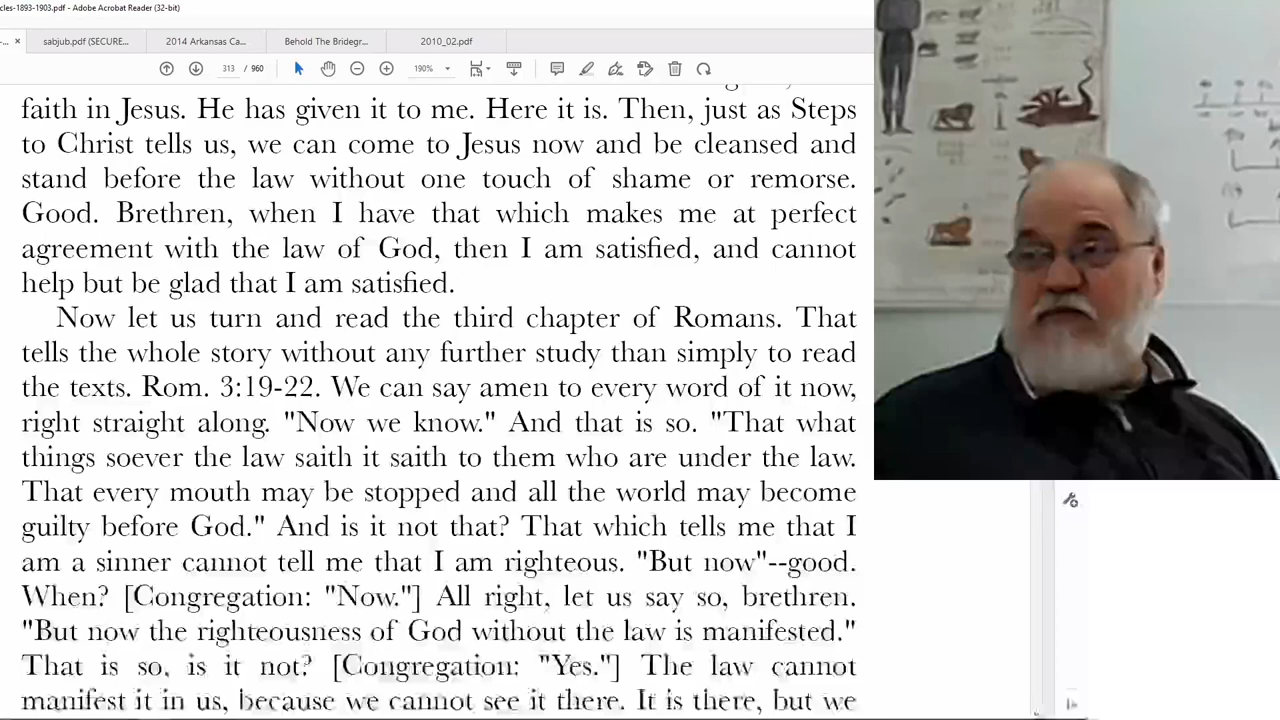 cles-1893-1903.pdf - Adobe Acrobat Reader (32-bit)
sabjub.pdf (SECURE... 2014 Arkansas Ca... Behold The Bridegr... 2010_02.pdf
313 / 960 190%
faith in Jesus. He has given it to me. Here it is. Then, just as Steps
to Christ tells us, we can come to Jesus now and be cleansed and
stand before the law without one touch of shame or remorse.
Good. Brethren, when I have that which makes me at perfect
agreement with the law of God, then I am satisfied, and cannot
help but be glad that I am satisfied.
Now let us turn and read the third chapter of Romans. That
tells the whole story without any further study than simply to read
the texts. Rom. 3:19-22. We can say amen to every word of it now,
right straight along. "Now we know." And that is so. "That what
things soever the law saith it saith to them who are under the law.
That every mouth may be stopped and all the world may become
guilty before God." And is it not that? That which tells me that I
am a sinner cannot tell me that I am righteous. "But now"--good.
When? [Congregation: "Now."] All right, let us say so, brethren.
"But now the righteousness of God without the law is manifested."
That is so, is it not? [Congregation: "Yes."] The law cannot
manifest it in us, because we cannot see it there. It is there, but we